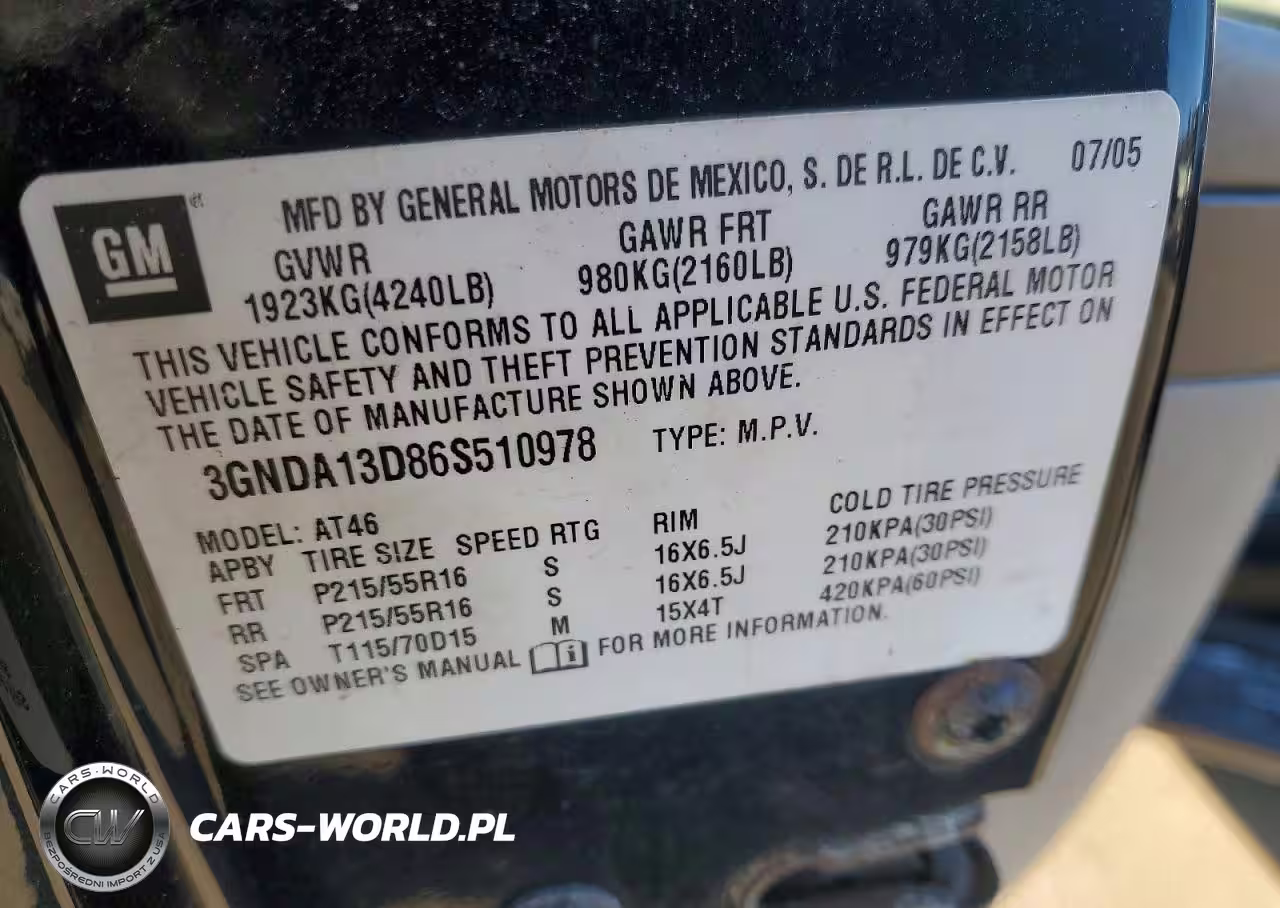 GM
MFD BY GENERAL MOTORS DE MEXICO, S. DE R.L. DE C.V. 07/05
GVWR GAWR FRT GAWR RR
1923KG(4240LB) 980KG(2160LB) 979KG(2158LB)
THIS VEHICLE CONFORMS TO ALL APPLICABLE U.S. FEDERAL MOTOR
VEHICLE SAFETY AND THEFT PREVENTION STANDARDS IN EFFECT ON
THE DATE OF MANUFACTURE SHOWN ABOVE.
3GNDA13D86S510978 TYPE: M.P.V.
MODEL: AT46
APBY TIRE SIZE SPEED RTG RIM COLD TIRE PRESSURE
FRT P215/55R16 S 16X6.5J 210KPA(30PSI)
RR P215/55R16 S 16X6.5J 210KPA(30PSI)
SPA T115/70D15 M 15X4T 420KPA(60PSI)
SEE OWNER'S MANUAL i FOR MORE INFORMATION.
CARS-WORLD
CW
BEZPOŚREDNI IMPORT Z USA
CARS-WORLD.PL